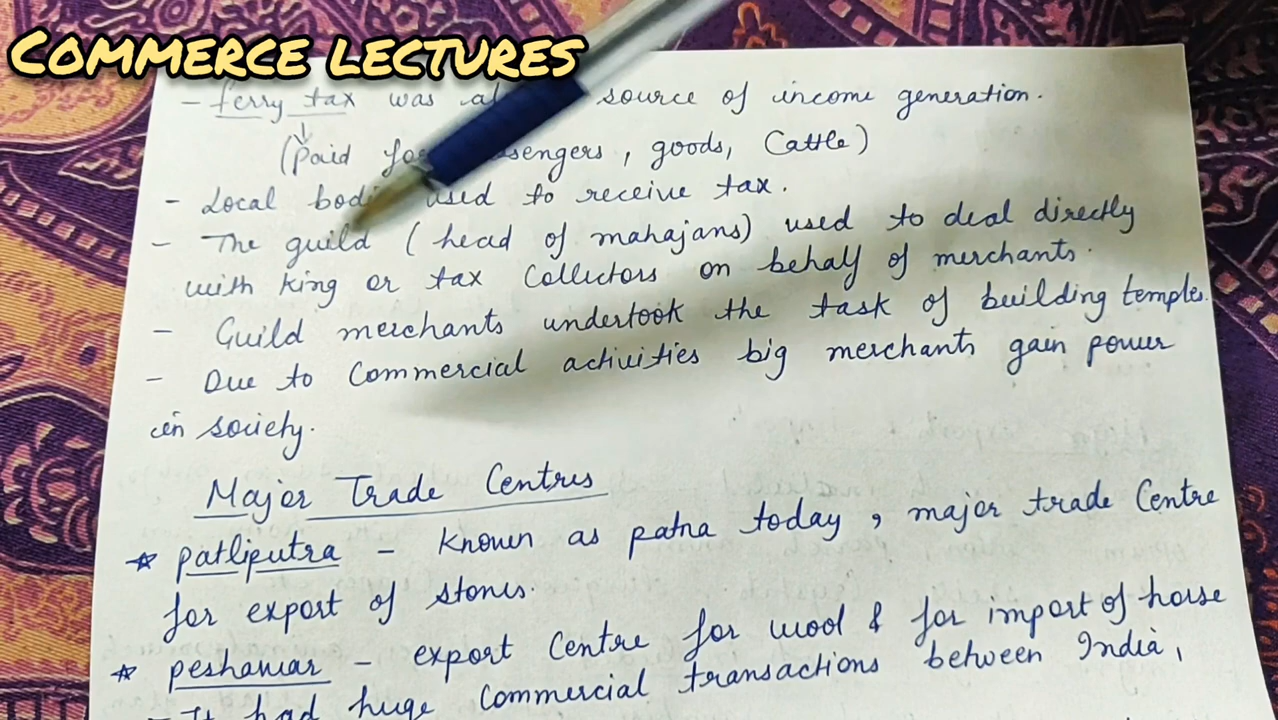 COMMERCE LECTURES
- ferry tax was source of income generation.
(Paid , goods, Cattle)
- Local used to receive tax.
- The guild (head of mahajans) used to deal directly
with king or tax Collectors on behalf of merchants.
- Guild merchants undertook the task of building temples.
- Due to Commercial activities big merchants gain power
in society.
Major Trade Centres
* patliputra - Known as patna today, major trade Centre
for export of stones.
* peshawar - export Centre for wool & for import of horse
- It had huge Commercial transactions between India,